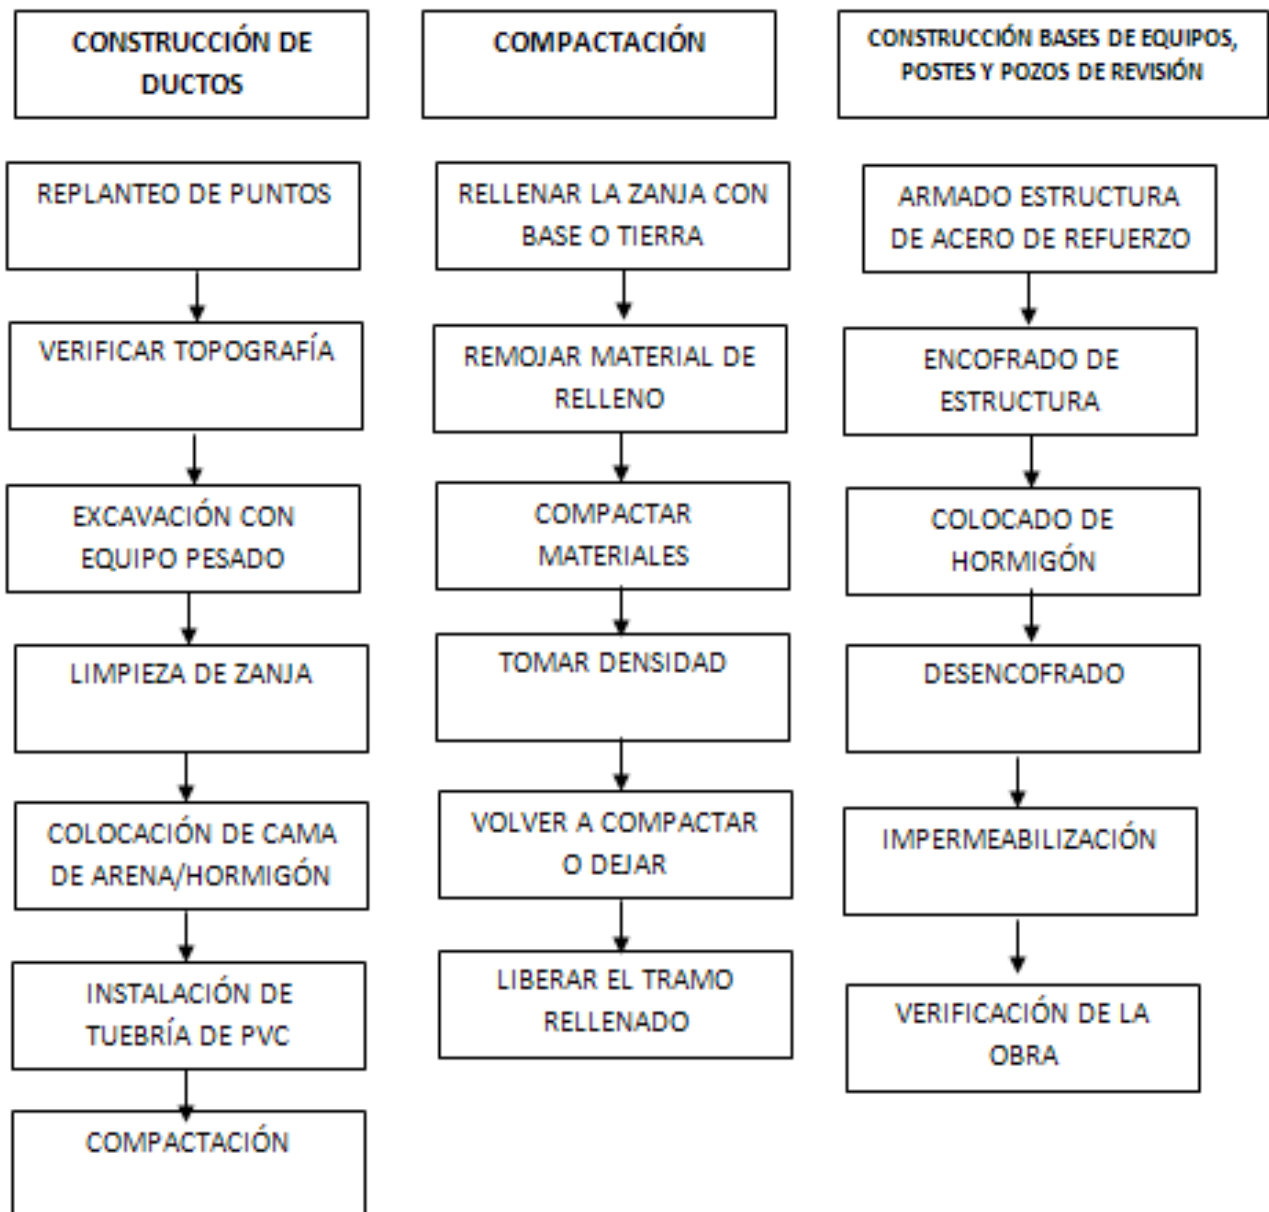 CONSTRUCCIÓN DE
DUCTOS
REPLANTEO DE PUNTOS
VERIFICAR TOPOGRAFÍA
EXCAVACIÓN CON
EQUIPO PESADO
LIMPIEZA DE ZANJA
COLOCACIÓN DE CAMA
DE ARENA/HORMIGÓN
INSTALACIÓN DE
TUEBRÍA DE PVC
COMPACTACIÓN
COMPACTACIÓN
RELLENAR LA ZANJA CON
BASE O TIERRA
REMOJAR MATERIAL DE
RELLENO
COMPACTAR
MATERIALES
TOMAR DENSIDAD
VOLVER A COMPACTAR
O DEJAR
LIBERAR EL TRAMO
RELLENADO
CONSTRUCCIÓN BASES DE EQUIPOS,
POSTES Y POZOS DE REVISIÓN
ARMADO ESTRUCTURA
DE ACERO DE REFUERZO
ENCOFRADO DE
ESTRUCTURA
COLOCADO DE
HORMIGÓN
DESENCOFRADO
IMPERMEABILIZACIÓN
VERIFICACIÓN DE LA
OBRA